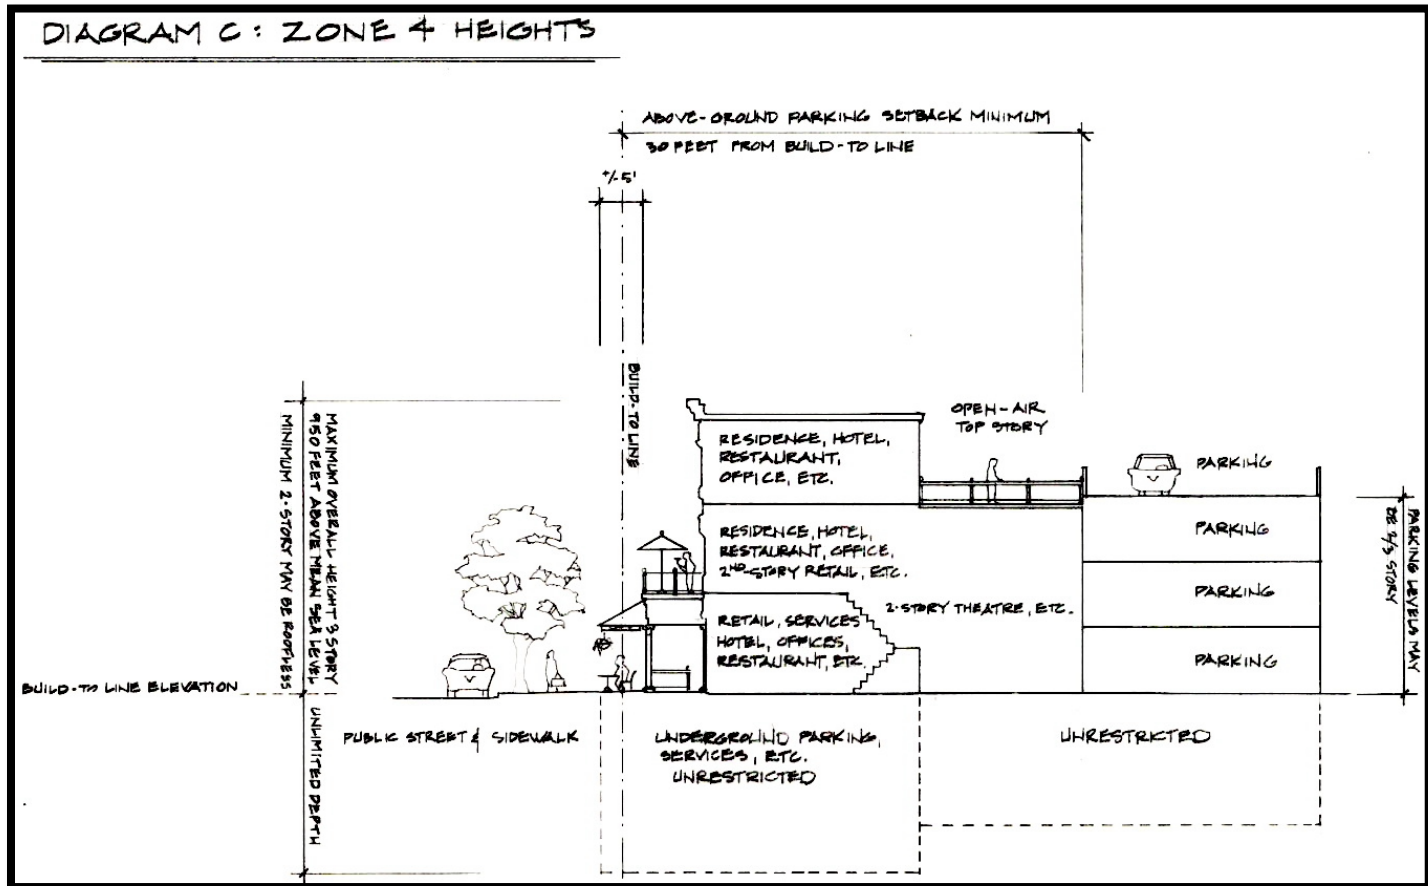 DIAGRAM C: ZONE 4 HEIGHTS
ABOVE-GROUND PARKING SETBACK MINIMUM
30 FEET FROM BUILD-TO LINE
+/-5'
BUILD-TO LINE
MAXIMUM OVERALL HEIGHT 3 STORY
950 FEET ABOVE MEAN SEA LEVEL
MINIMUM 2-STORY MAY BE ROOFLESS
OPEN-AIR
TOP STORY
RESIDENCE, HOTEL,
RESTAURANT,
OFFICE, ETC.
PARKING
RESIDENCE, HOTEL,
RESTAURANT, OFFICE,
2ND-STORY RETAIL, ETC.
PARKING
PARKING LEVELS MAY
BE 2/3 STORY
PARKING
2-STORY THEATRE, ETC.
RETAIL, SERVICES
HOTEL, OFFICES,
RESTAURANT, ETC.
PARKING
BUILD-TO LINE ELEVATION
UNLIMITED DEPTH
PUBLIC STREET & SIDEWALK
UNDERGROUND PARKING,
SERVICES, ETC.
UNRESTRICTED
UNRESTRICTED